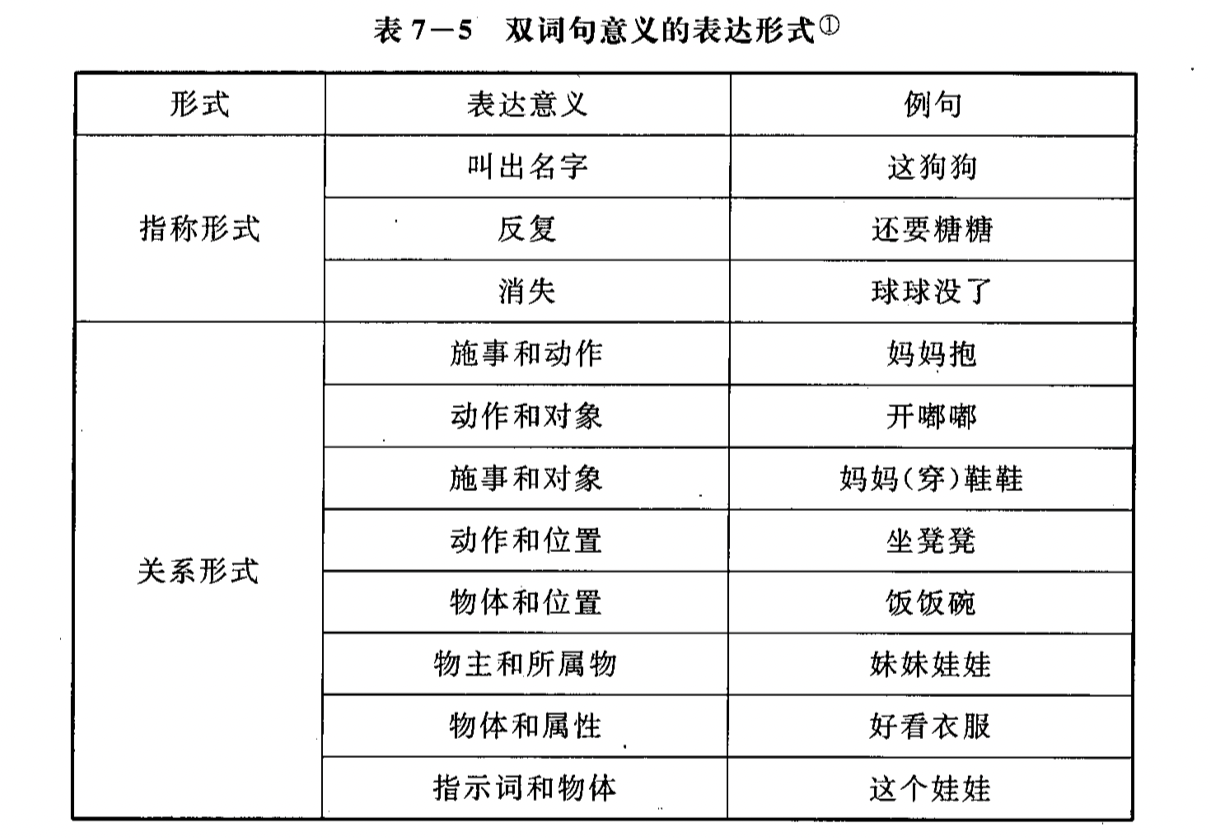 表 7—5 双词句意义的表达形式①
形式 表达意义 例句
指称形式 叫出名字 这狗狗
反复 还要糖糖
消失 球球没了
关系形式 施事和动作 妈妈抱
动作和对象 开嘟嘟
施事和对象 妈妈(穿)鞋鞋
动作和位置 坐凳凳
物体和位置 饭饭碗
物主和所属物 妹妹娃娃
物体和属性 好看衣服
指示词和物体 这个娃娃